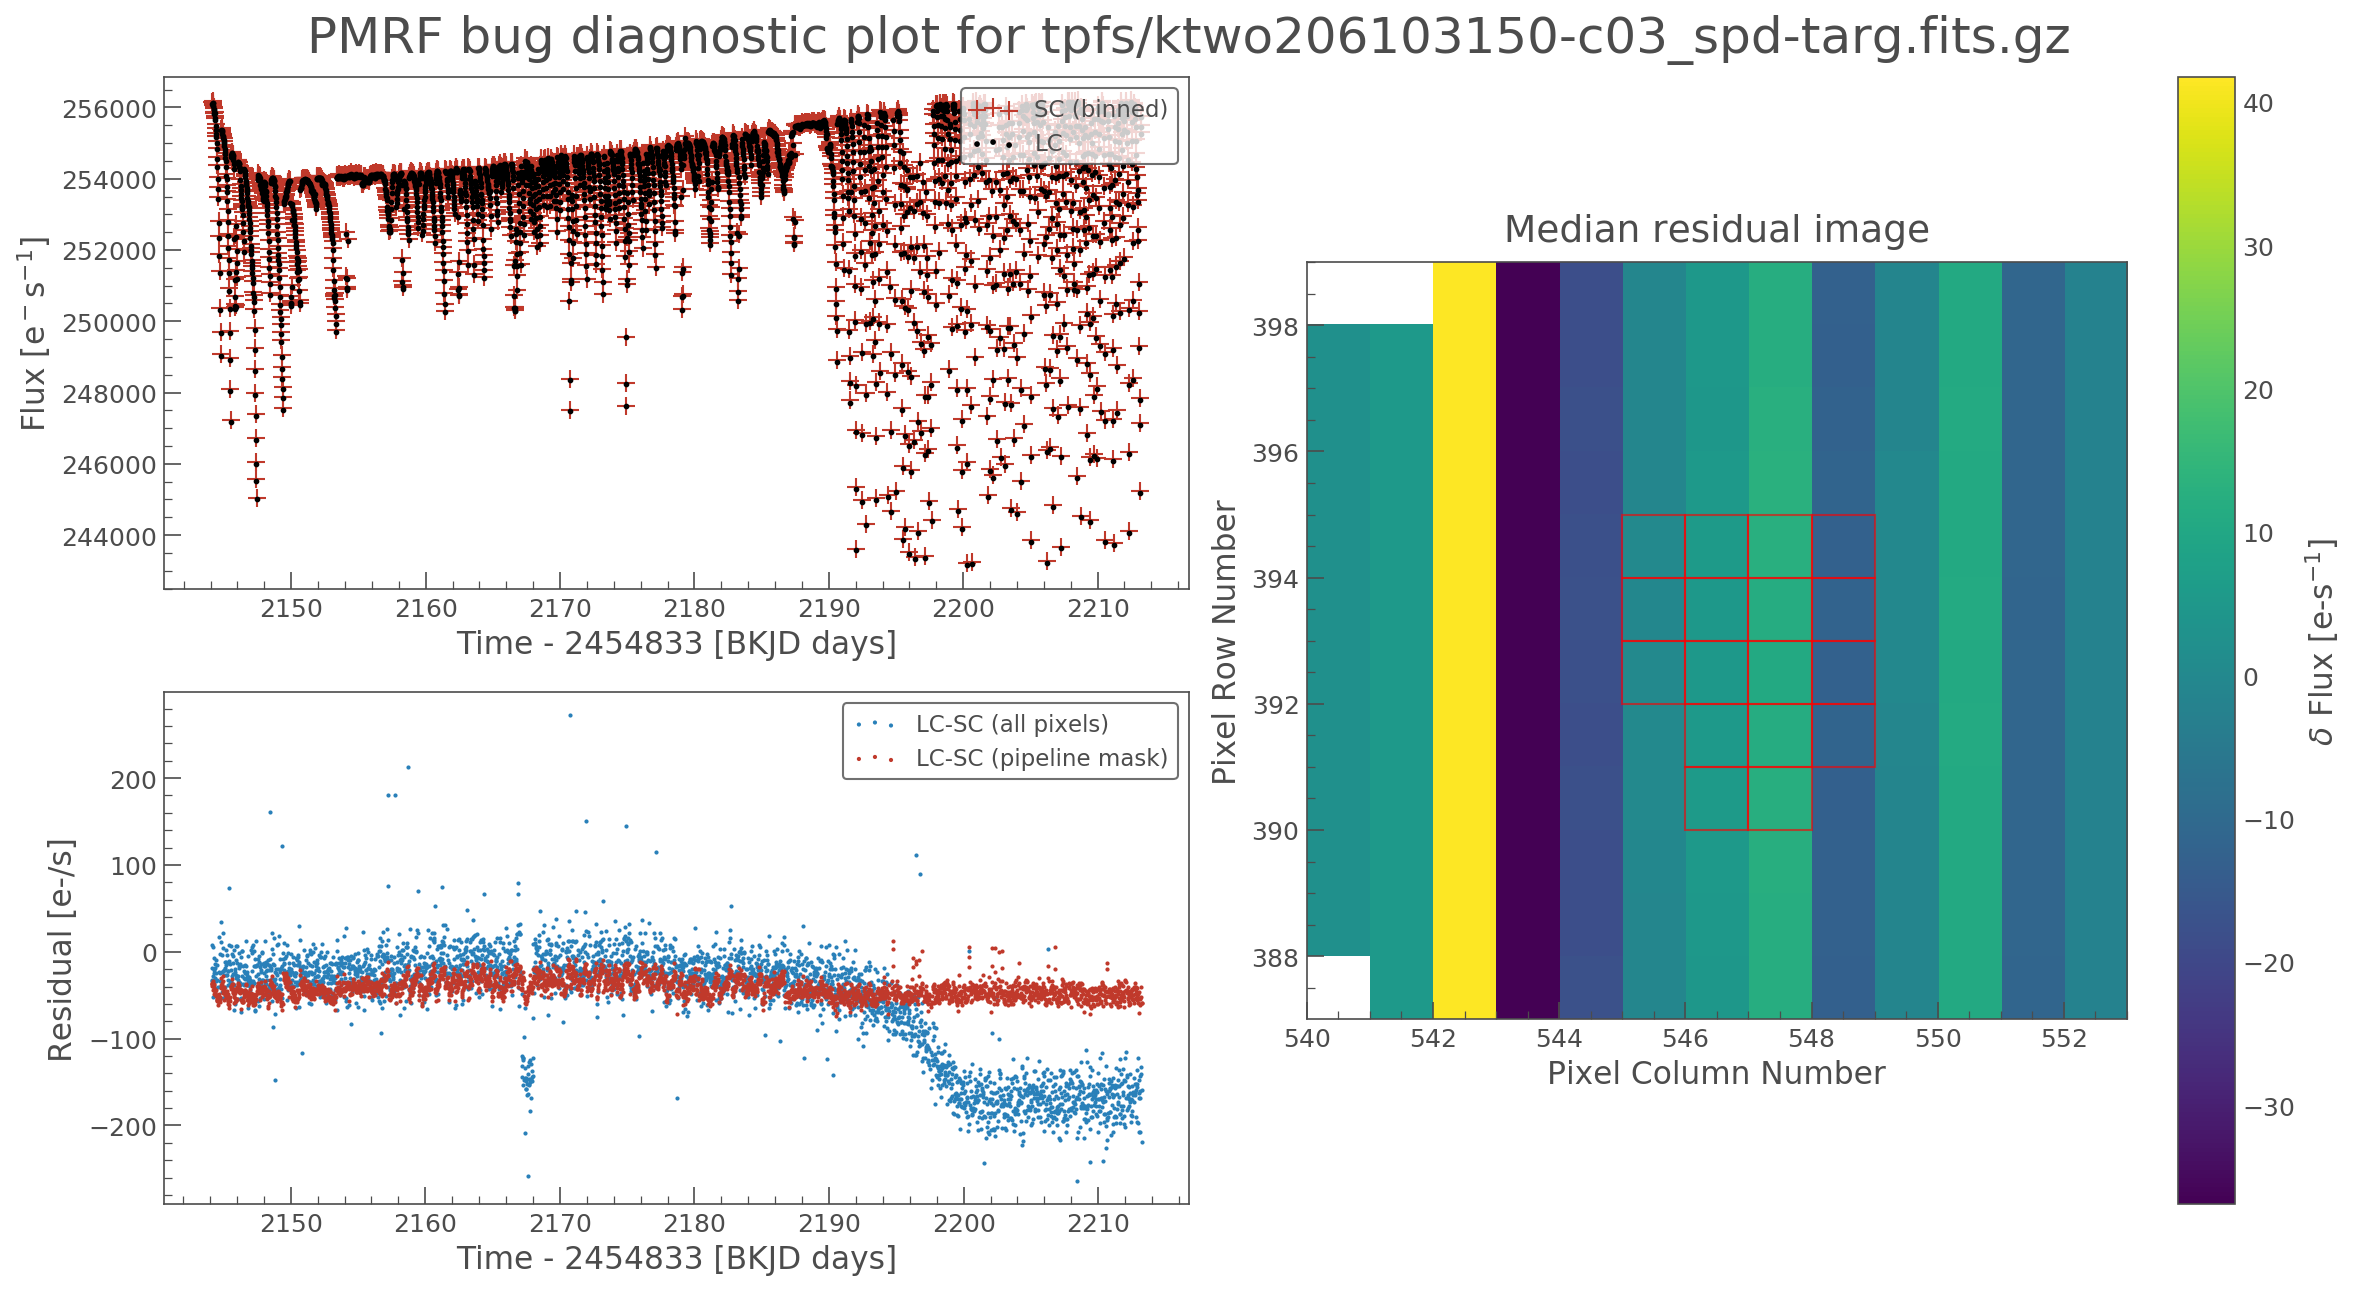 PMRF bug diagnostic plot for tpfs/ktwo206103150-c03_spd-targ.fits.gz
256000
254000
252000
250000
248000
246000
244000
Flux [e⁻ s⁻¹]
SC (binned)
LC
2150 2160 2170 2180 2190 2200 2210
Time - 2454833 [BKJD days]
200
100
0
−100
−200
Residual [e-/s]
LC-SC (all pixels)
LC-SC (pipeline mask)
2150 2160 2170 2180 2190 2200 2210
Time - 2454833 [BKJD days]
Median residual image
398
396
394
392
390
388
Pixel Row Number
540 542 544 546 548 550 552
Pixel Column Number
40
30
20
10
0
−10
−20
−30
δ Flux [e-s⁻¹]